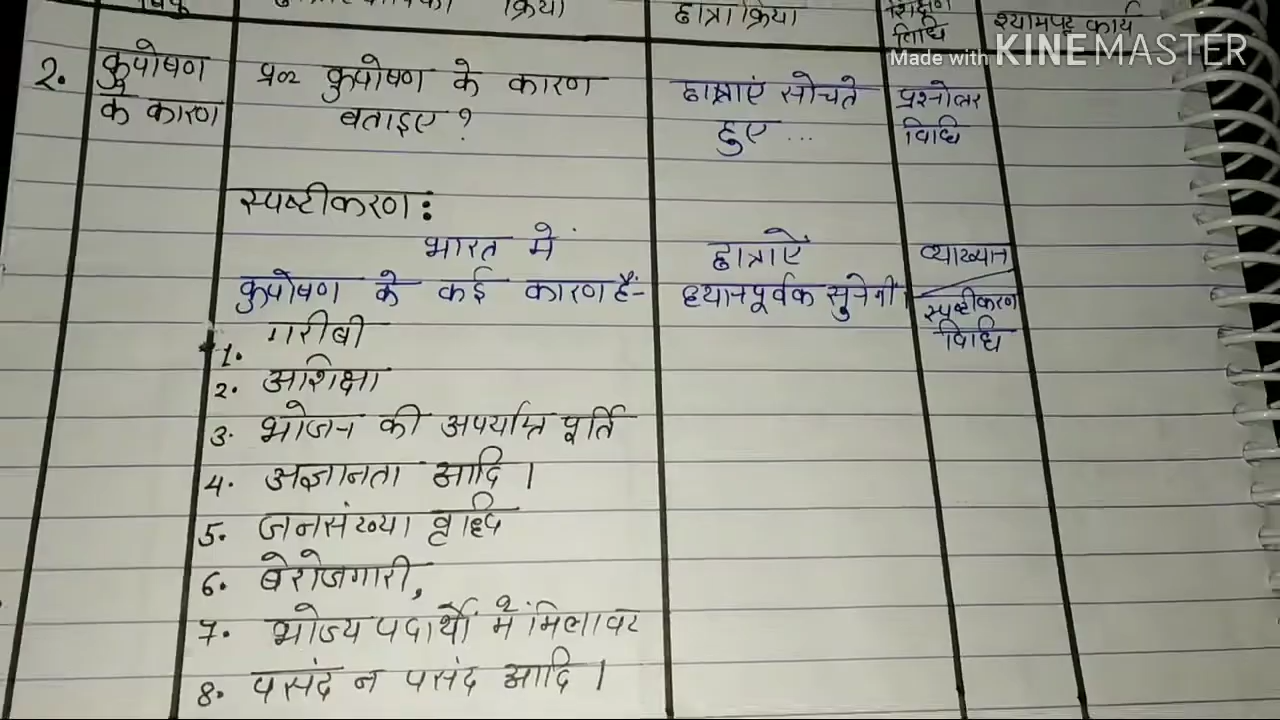 क्रिया
छात्रा क्रिया
शिक्षण
विधि
श्यामपट्ट कार्य
Made with KINEMASTER
2.
कुपोषण
के कारण
प्र०२ कुपोषण के कारण
बताइए ?
छात्राएं सोचते
हुए ...
प्रश्नोत्तर
विधि
स्पष्टीकरण :
भारत में
कुपोषण के कई कारण हैं-
छात्राएें
ध्यानपूर्वक सुनेगी
व्याख्यान
स्पष्टीकरण
विधि
1. गरीबी
2. अशिक्षा
3. भोजन की अपर्याप्त पूर्ति
4. अज्ञानता आदि ।
5. जनसंख्या वृद्धि
6. बेरोजगारी,
7. भोज्य पदार्थों में मिलावट
8. पसंद न पसंद आदि ।